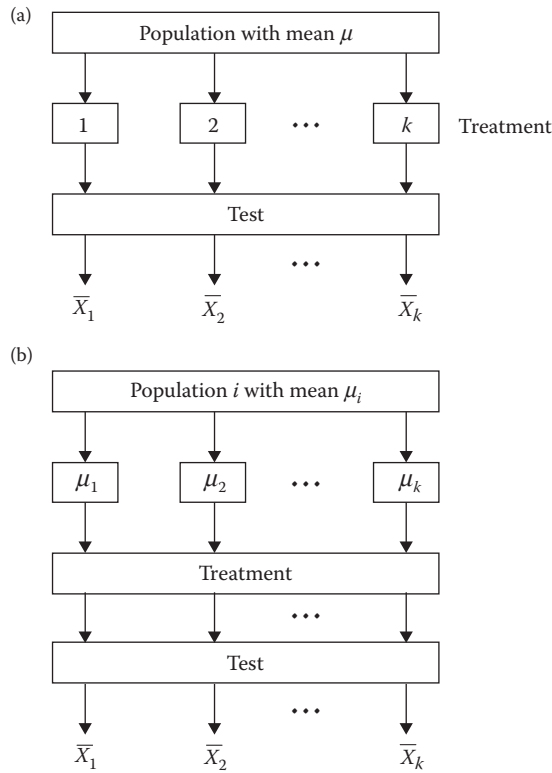 (a)
Population with mean μ
1 2 ••• k Treatment
Test
•••
X̄₁ X̄₂ X̄ₖ
(b)
Population i with mean μᵢ
μ₁ μ₂ ••• μₖ
Treatment
•••
Test
•••
X̄₁ X̄₂ X̄ₖ